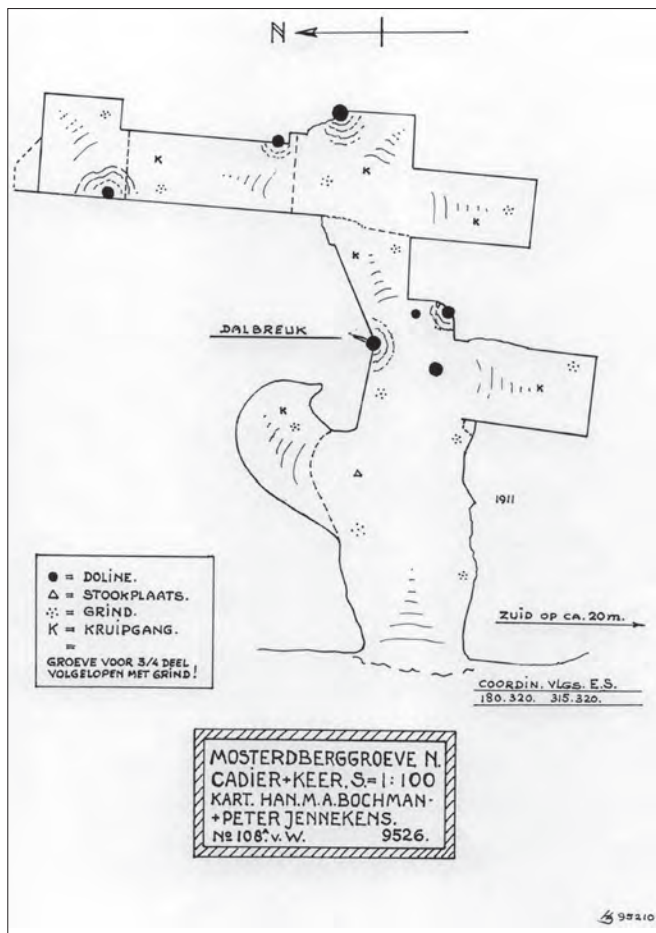 N
K
K
K
K
K
DALBREUK
K
K
1911
● = DOLINE.
△ = STOOKPLAATS.
= GRIND.
K = KRUIPGANG.
=
GROEVE VOOR 3/4 DEEL
VOLGELOPEN MET GRIND!
ZUID OP CA. 20 M.
COORDIN. VLGS. E.S.
180.320. 315.320.
MOSTERDBERGGROEVE N.
CADIER+KEER. S.= 1:100
KART. HAN. M. A. BOCHMAN-
+PETER JENNEKENS.
No 108A. v. W. 9526.
95210